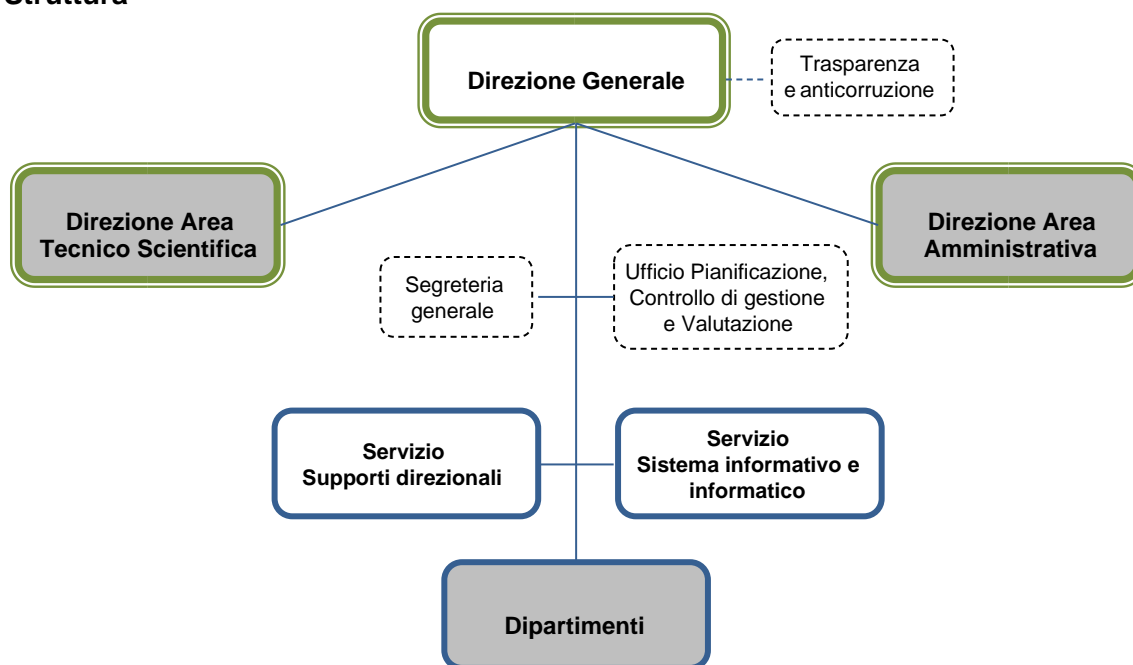 Struttura
Direzione Generale
Trasparenza
e anticorruzione
Direzione Area
Tecnico Scientifica
Direzione Area
Amministrativa
Segreteria
generale
Ufficio Pianificazione,
Controllo di gestione
e Valutazione
Servizio
Supporti direzionali
Servizio
Sistema informativo e
informatico
Dipartimenti